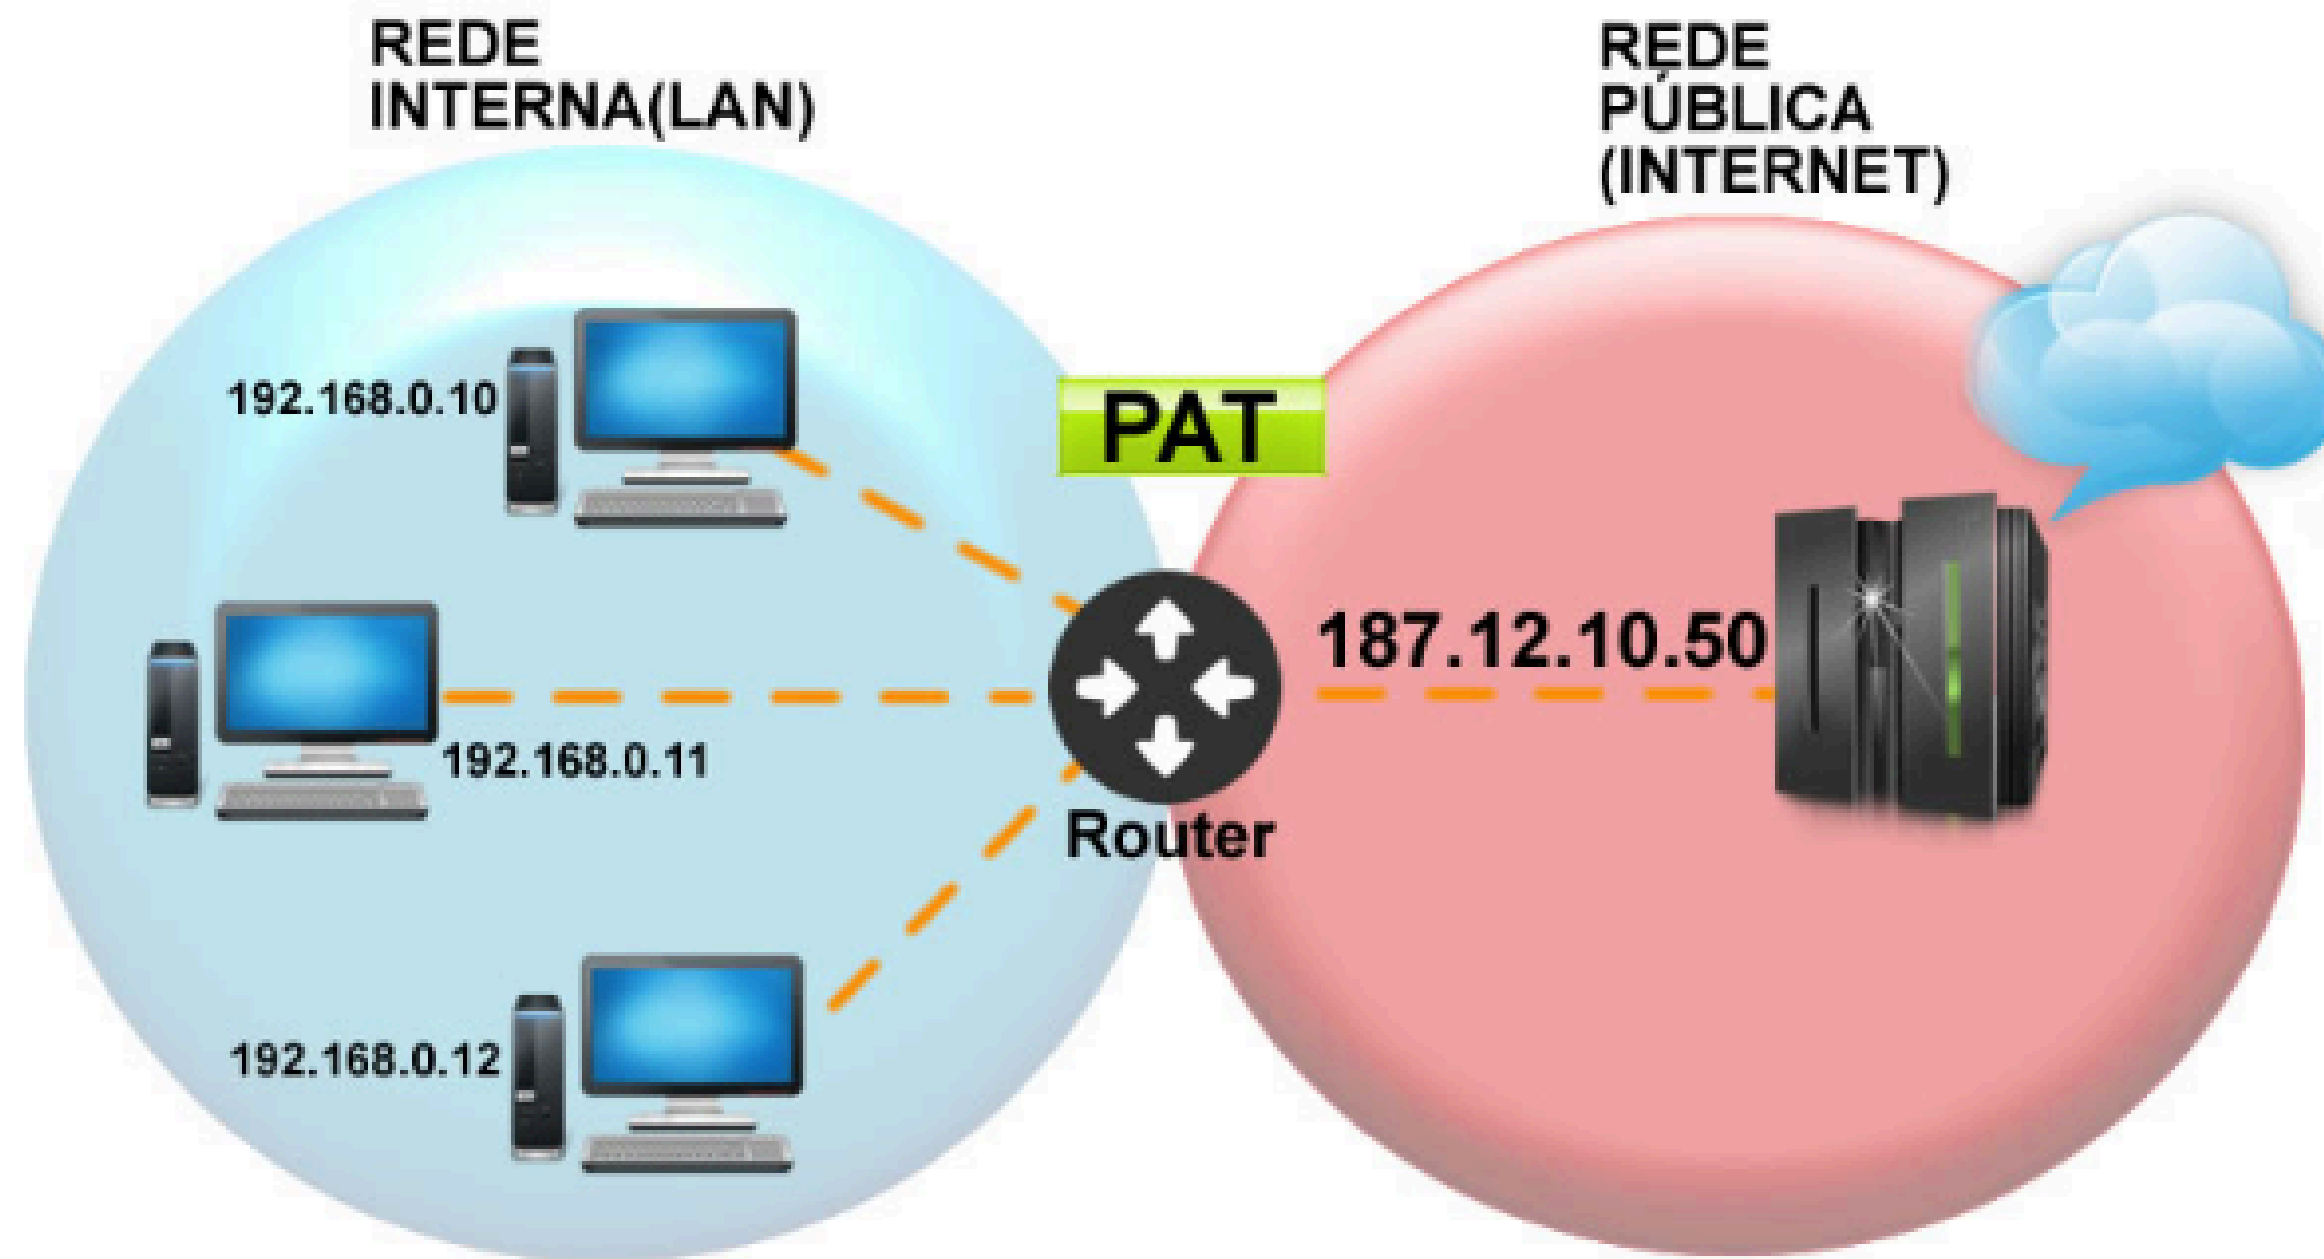 REDE
INTERNA(LAN)
REDE
PÚBLICA
(INTERNET)
192.168.0.10
PAT
187.12.10.50
192.168.0.11
Router
192.168.0.12